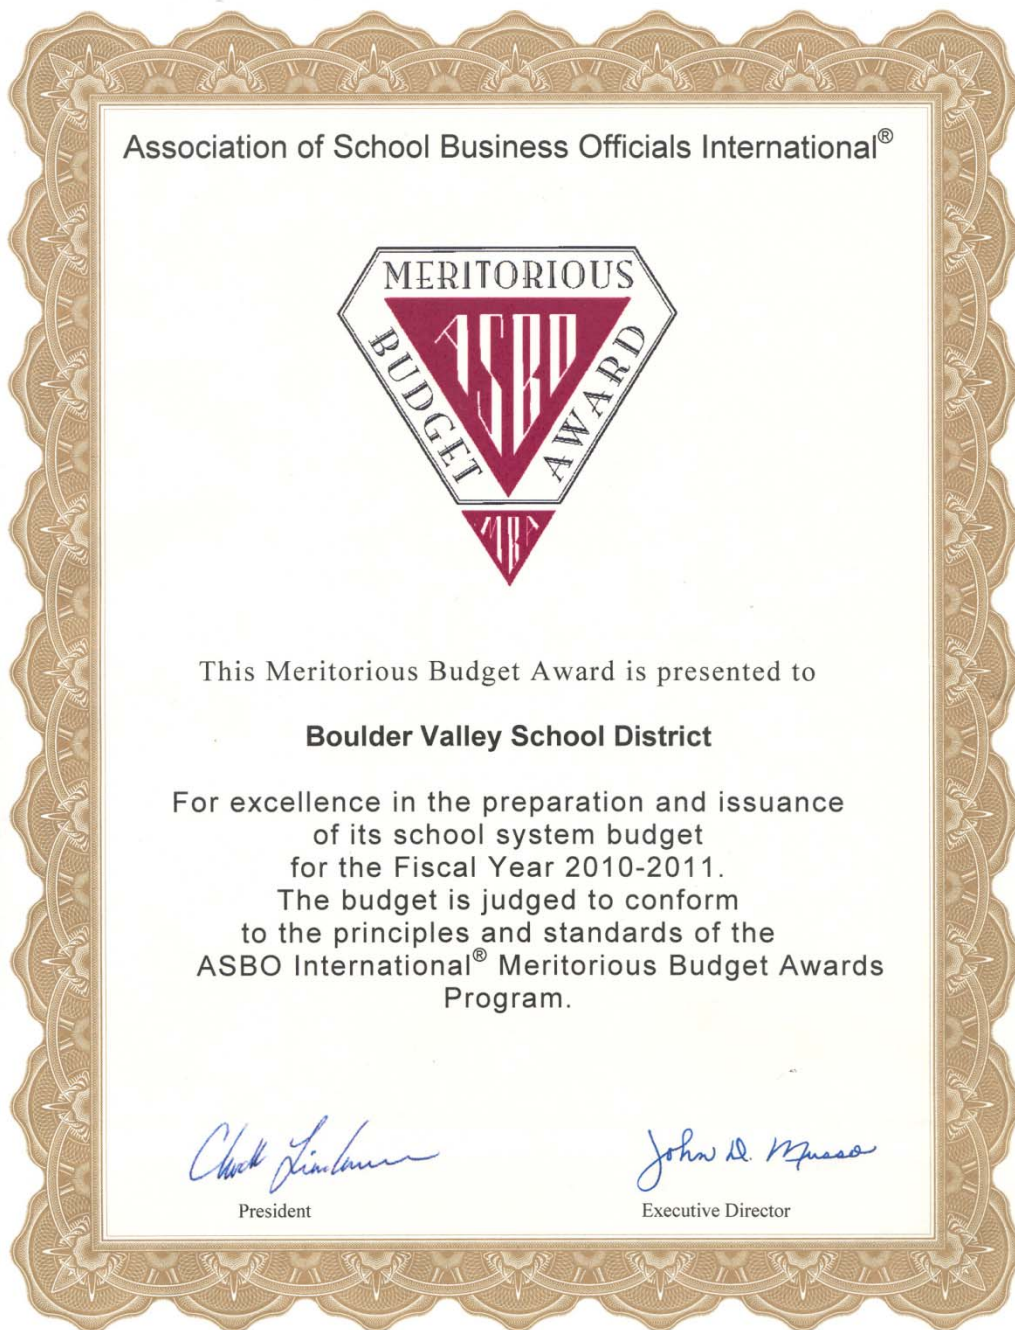 Association of School Business Officials International®
MERITORIOUS
BUDGET
AWARD
ASBO
MBA
This Meritorious Budget Award is presented to
Boulder Valley School District
For excellence in the preparation and issuance
of its school system budget
for the Fiscal Year 2010-2011.
The budget is judged to conform
to the principles and standards of the
ASBO International® Meritorious Budget Awards
Program.
John D. Musso
President
Executive Director